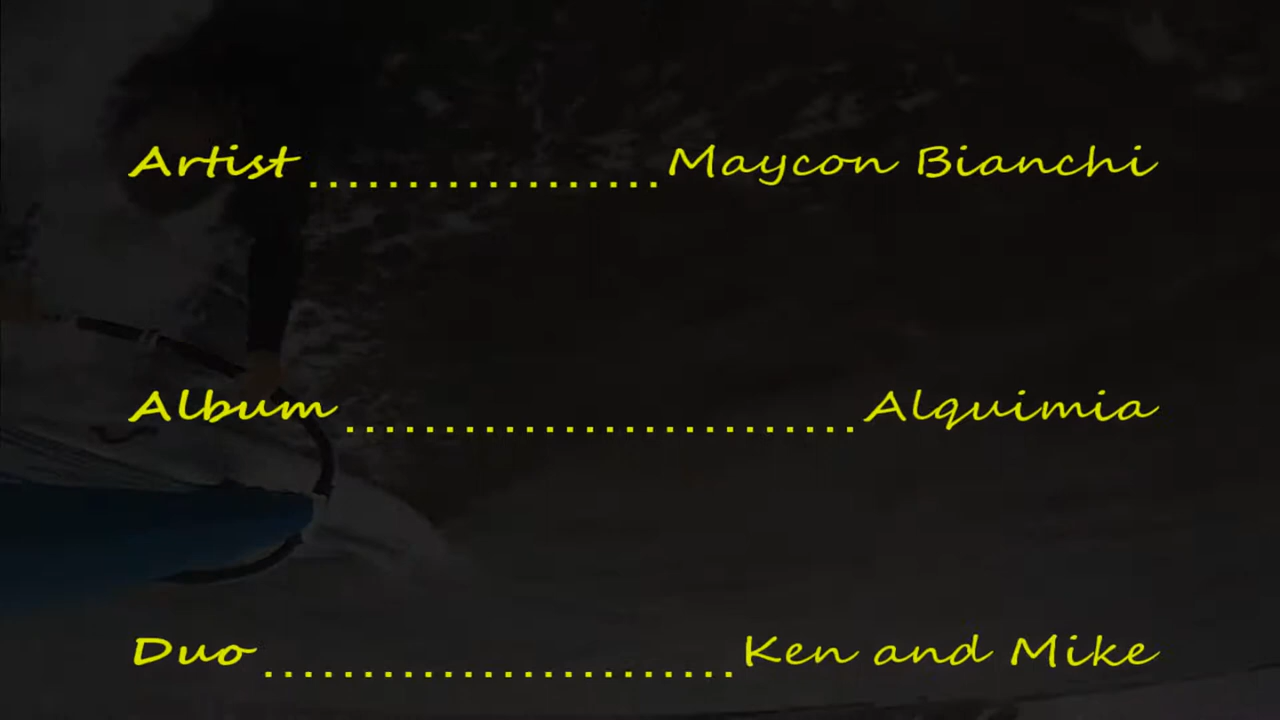 Artist ................. Maycon Bianchi
Album .......................... Alquimia
Duo ........................ Ken and Mike